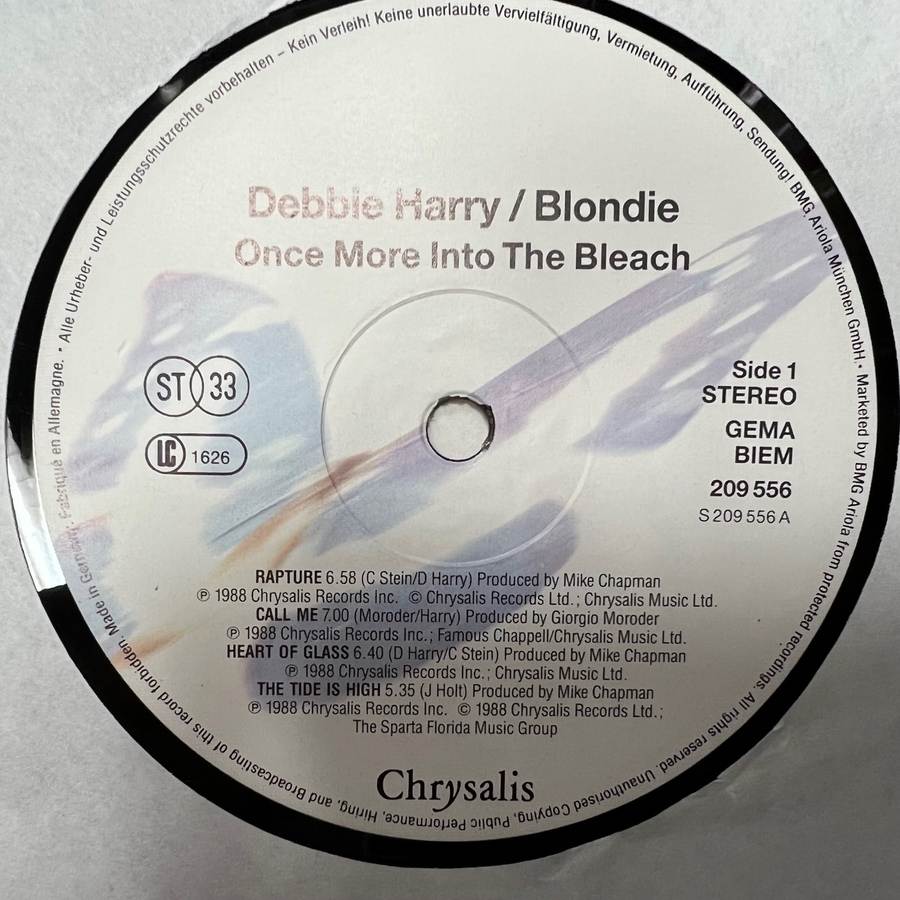 Alle Urheber- und Leistungsschutzrechte vorbehalten – Kein Verleih! Keine unerlaubte Vervielfältigung, Vermietung, Aufführung, Sendung! BMG Ariola München GmbH. • Marketed by BMG Ariola from protected recordings. All rights reserved. Unauthorised Copying, Public Performance, Hiring, and Broadcasting of this record forbidden. Made in Germany. Fabriqué en Allemagne. •
Debbie Harry / Blondie
Once More Into The Bleach
ST 33
LC 1626
Side 1
STEREO
GEMA
BIEM
209 556
S 209 556 A
RAPTURE 6.58 (C Stein/D Harry) Produced by Mike Chapman
℗ 1988 Chrysalis Records Inc. © Chrysalis Records Ltd.; Chrysalis Music Ltd.
CALL ME 7.00 (Moroder/Harry) Produced by Giorgio Moroder
℗ 1988 Chrysalis Records Inc.; Famous Chappell/Chrysalis Music Ltd.
HEART OF GLASS 6.40 (D Harry/C Stein) Produced by Mike Chapman
℗ 1988 Chrysalis Records Inc.; Chrysalis Music Ltd.
THE TIDE IS HIGH 5.35 (J Holt) Produced by Mike Chapman
℗ 1988 Chrysalis Records Inc. © 1988 Chrysalis Records Ltd.;
The Sparta Florida Music Group
Chrysalis